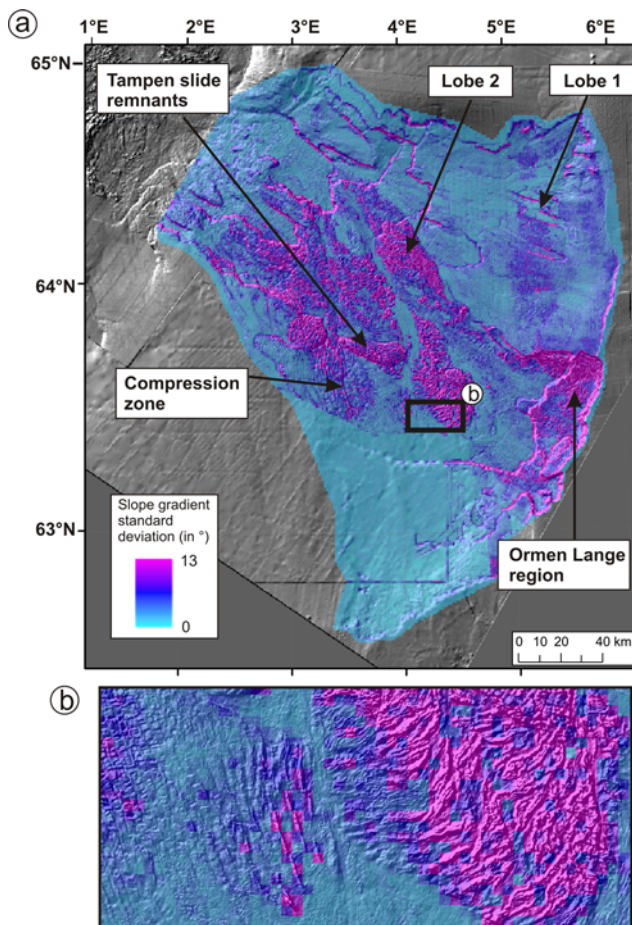 a
1°E 2°E 3°E 4°E 5°E 6°E
65°N
Tampen slide
remnants
Lobe 2
Lobe 1
64°N
Compression
zone
b
Slope gradient
standard
deviation (in °)
13
0
63°N
Ormen Lange
region
0 10 20 40 km
b